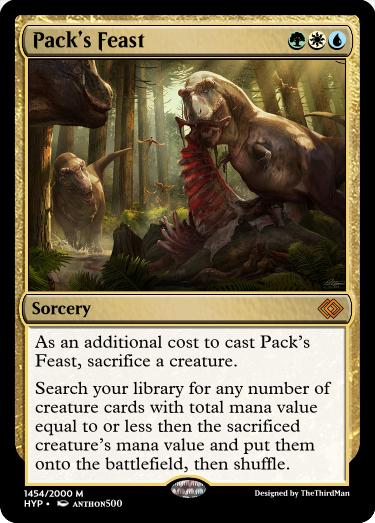 Pack's Feast
Sorcery
As an additional cost to cast Pack's
Feast, sacrifice a creature.
Search your library for any number of
creature cards with total mana value
equal to or less then the sacrificed
creature's mana value and put them
onto the battlefield, then shuffle.
1454/2000 M
Designed by TheThirdMan
HYP • ANTHON500